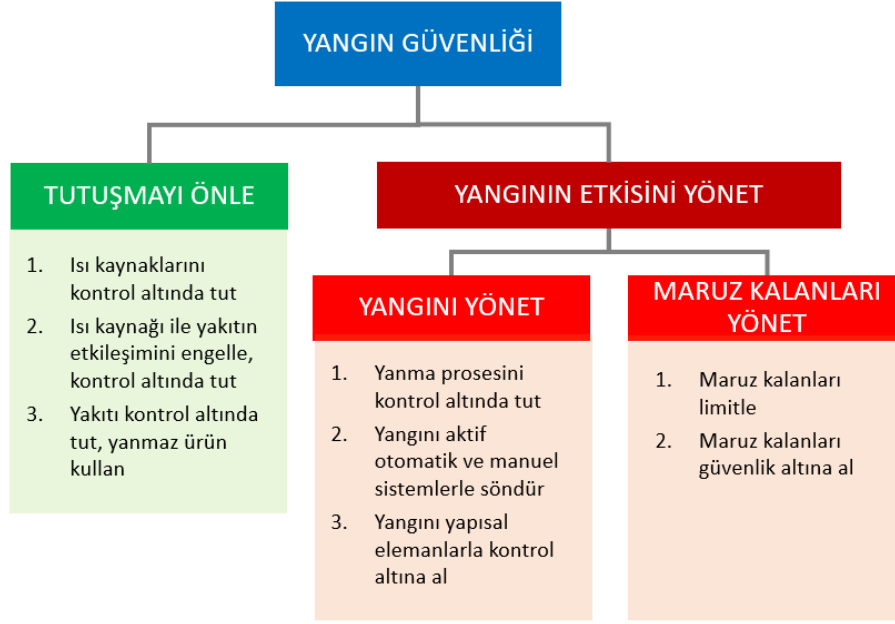 YANGIN GÜVENLİĞİ
TUTUŞMAYI ÖNLE
1. Isı kaynaklarını
kontrol altında tut
2. Isı kaynağı ile yakıtın
etkileşimini engelle,
kontrol altında tut
3. Yakıtı kontrol altında
tut, yanmaz ürün
kullan
YANGININ ETKİSİNİ YÖNET
YANGINI YÖNET
1. Yanma prosesini
kontrol altında tut
2. Yangını aktif
otomatik ve manuel
sistemlerle söndür
3. Yangını yapısal
elemanlarla kontrol
altına al
MARUZ KALANLARI
YÖNET
1. Maruz kalanları
limitle
2. Maruz kalanları
güvenlik altına al